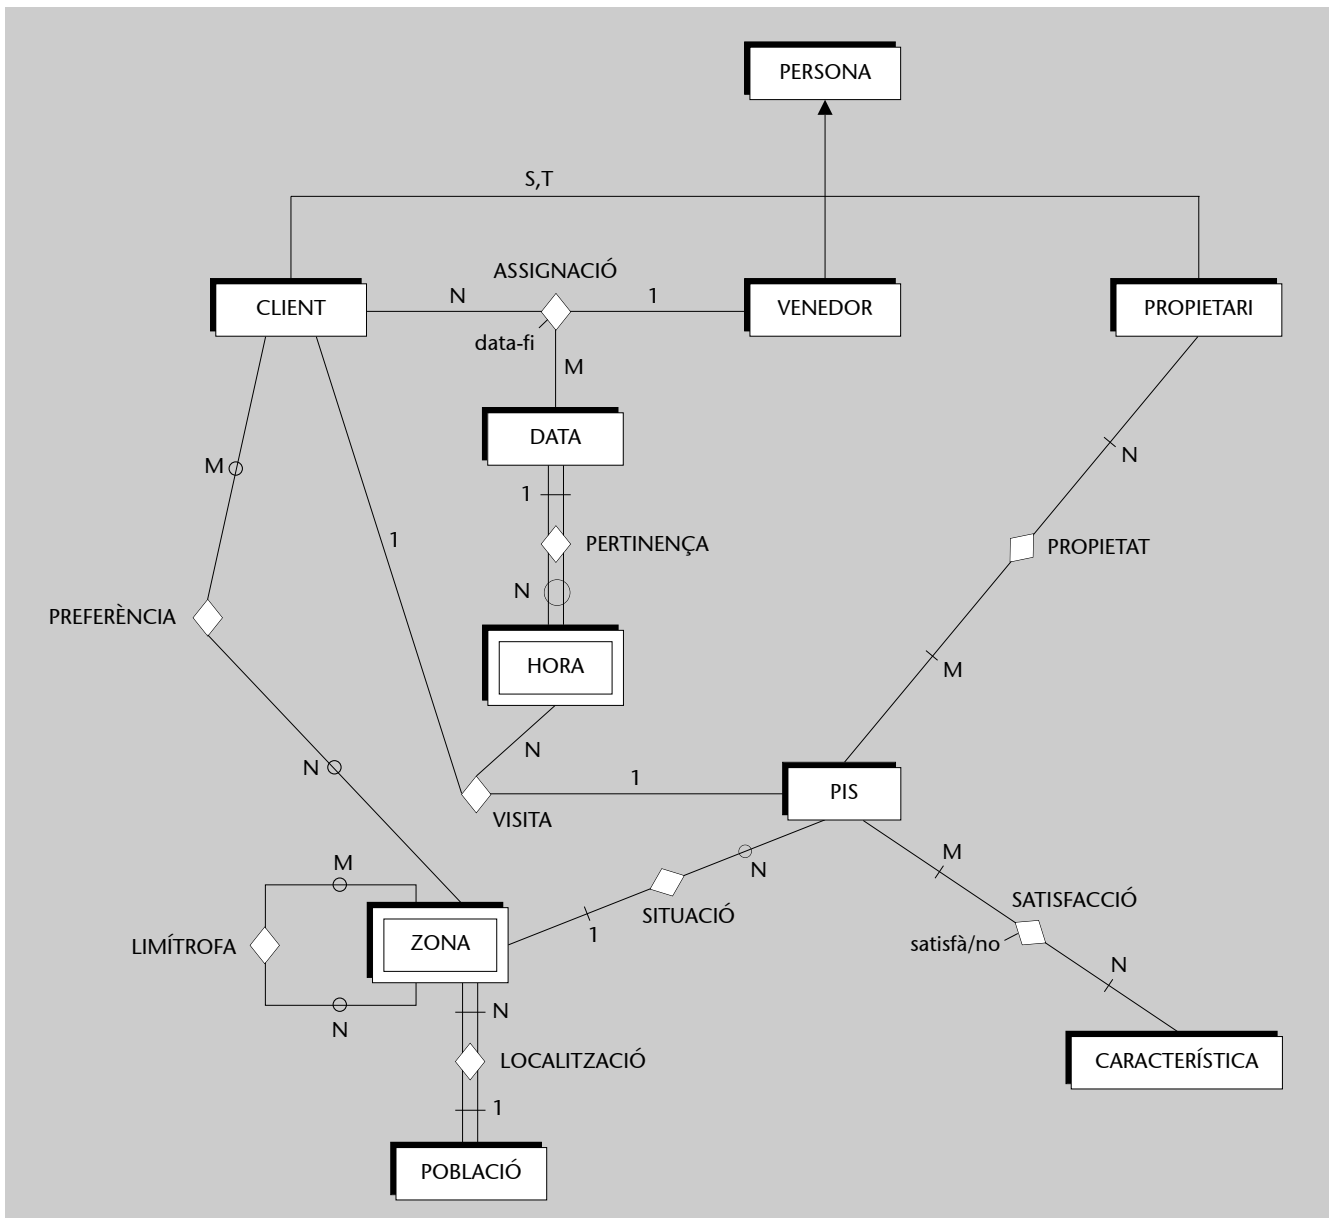 PERSONA
S,T
ASSIGNACÓ
CLIENT
N
1
VENEDOR
PROPIETARI
data-fi
M
DATA
M
N
1
1
PERTINENÇA
PROPIETAT
N
PREFERÈNCIA
HORA
M
N
N
1
PIS
VISITA
M
M
N
SATISFACCIÓ
SITUACIÓ
ZONA
1
satisfà/no
LIMÍTROFA
N
N
N
LOCALITZACIÓ
CARACTERÍSTICA
1
POBLACIÓ